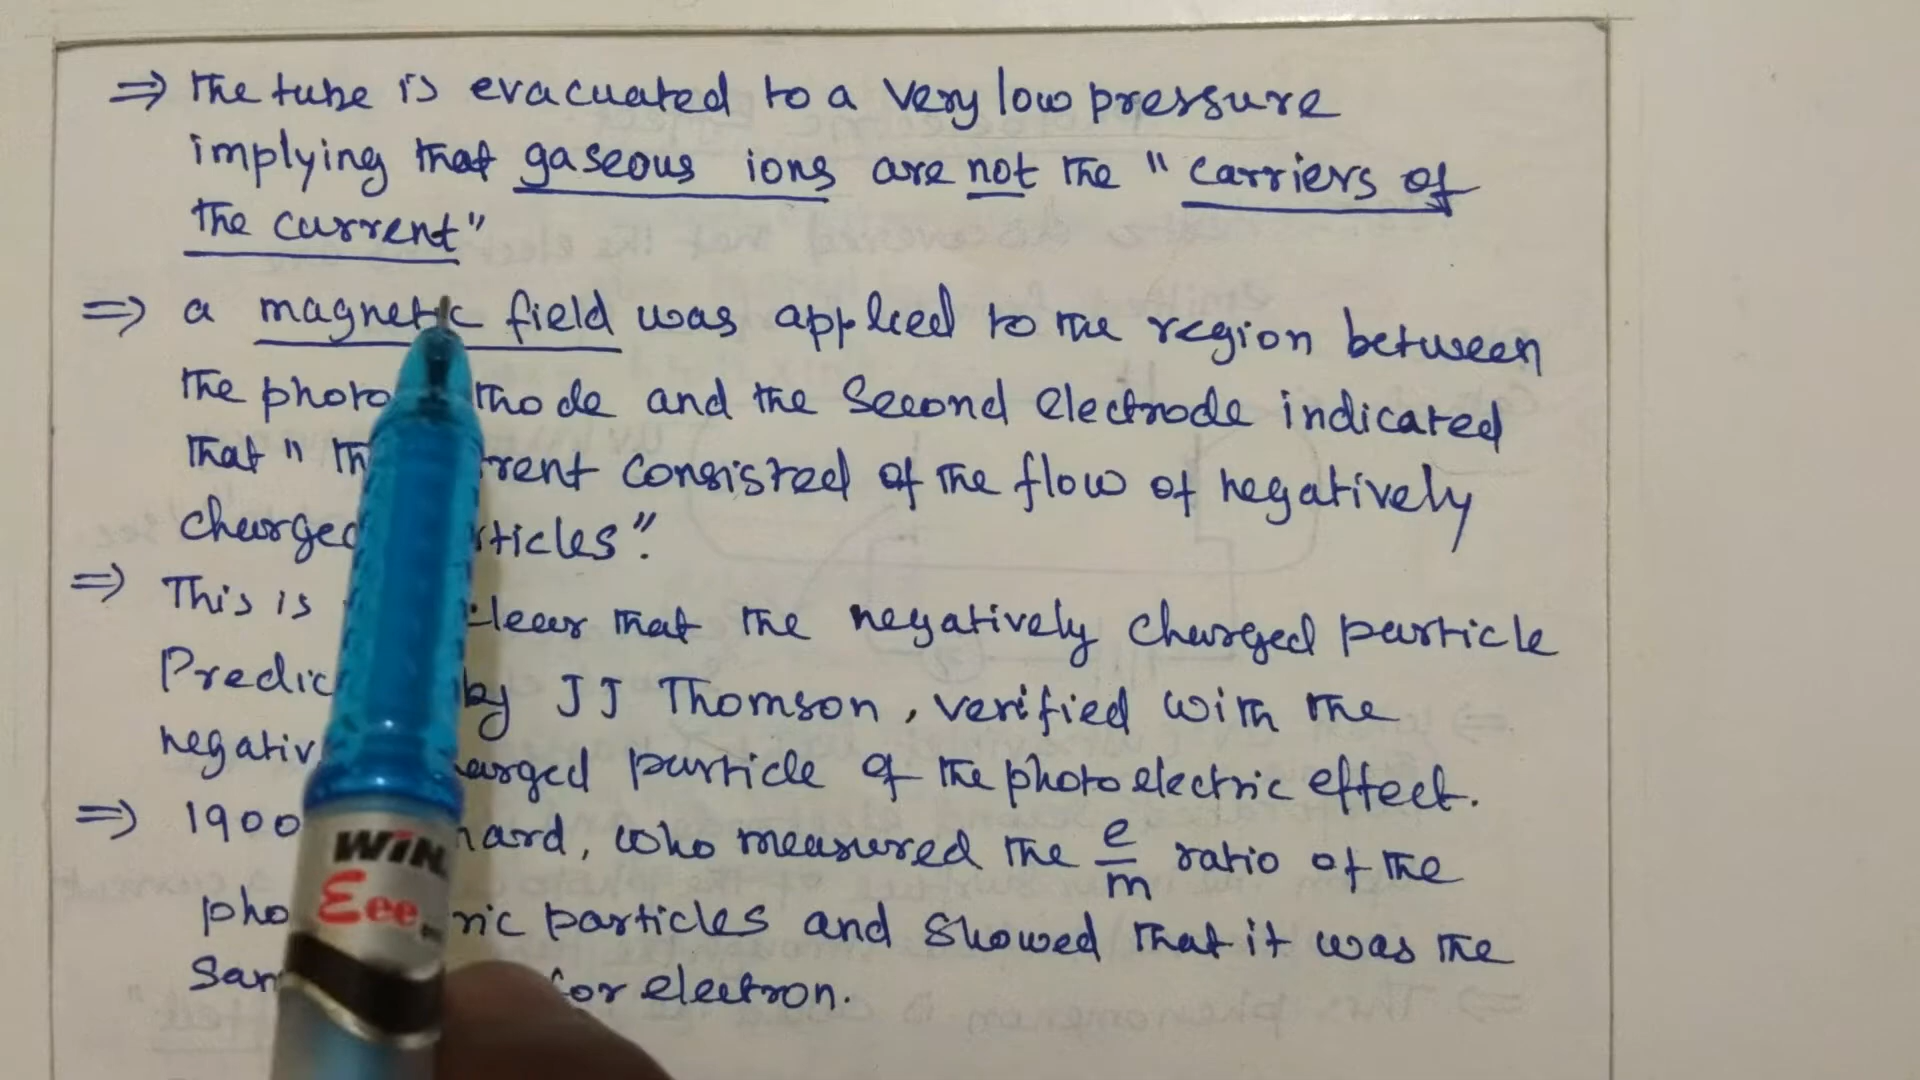 ⇒ The tube is evacuated to a very low pressure
implying that gaseous ions are not the "carriers of
the current"
⇒ a magnetic field was applied to the region between
the photo thode and the Second electrode indicated
that " th rent consisted of the flow of negatively
charged ticles".
⇒ This is clear that the negatively charged particle
Predic by JJ Thomson, verified with the
negativ arged particle of the photoelectric effect.
⇒ 1900 nard, who measured the e/m ratio of the
pho ric particles and showed that it was the
sam for electron.
WIN
Eee